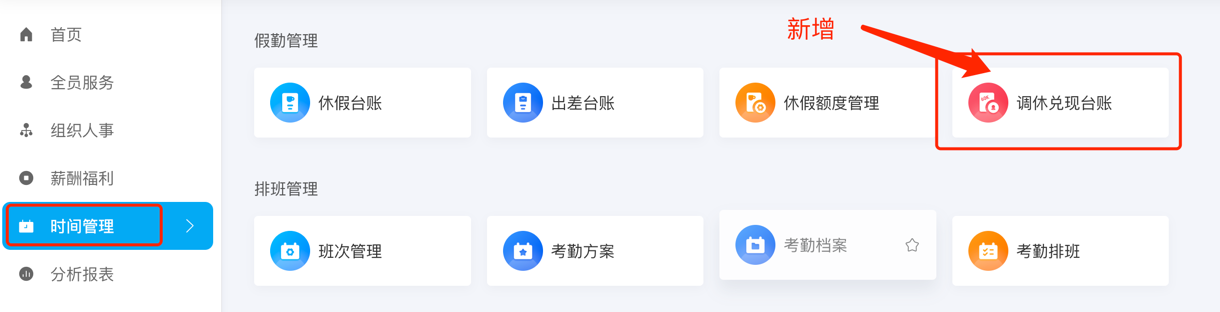 首页
全员服务
组织人事
薪酬福利
时间管理
分析报表
新增
假勤管理
休假台账
出差台账
休假额度管理
调休兑现台账
排班管理
班次管理
考勤方案
考勤档案
考勤排班